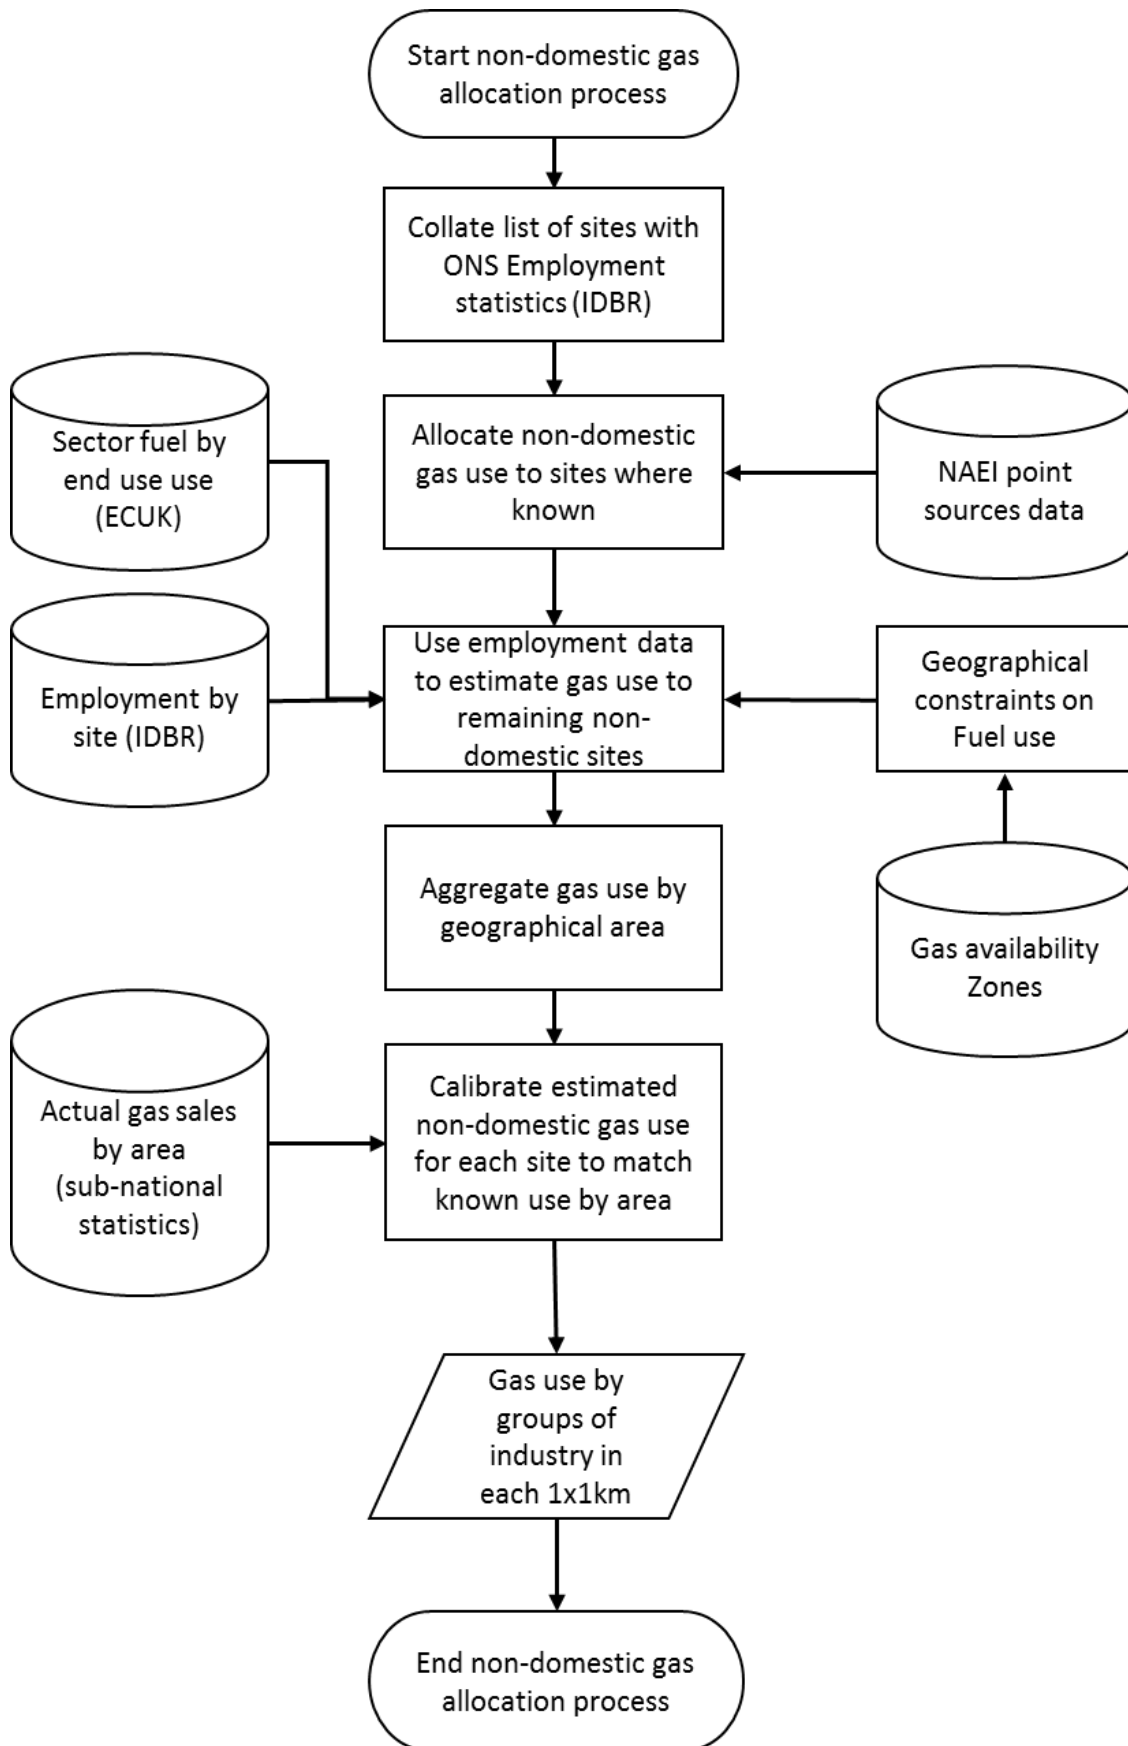 Start non-domestic gas
allocation process
Collate list of sites with
ONS Employment
statistics (IDBR)
Sector fuel by
end use use
(ECUK)
Allocate non-domestic
gas use to sites where
known
NAEI point
sources data
Employment by
site (IDBR)
Use employment data
to estimate gas use to
remaining non-
domestic sites
Geographical
constraints on
Fuel use
Aggregate gas use by
geographical area
Gas availability
Zones
Actual gas sales
by area
(sub-national
statistics)
Calibrate estimated
non-domestic gas use
for each site to match
known use by area
Gas use by
groups of
industry in
each 1x1km
End non-domestic gas
allocation process